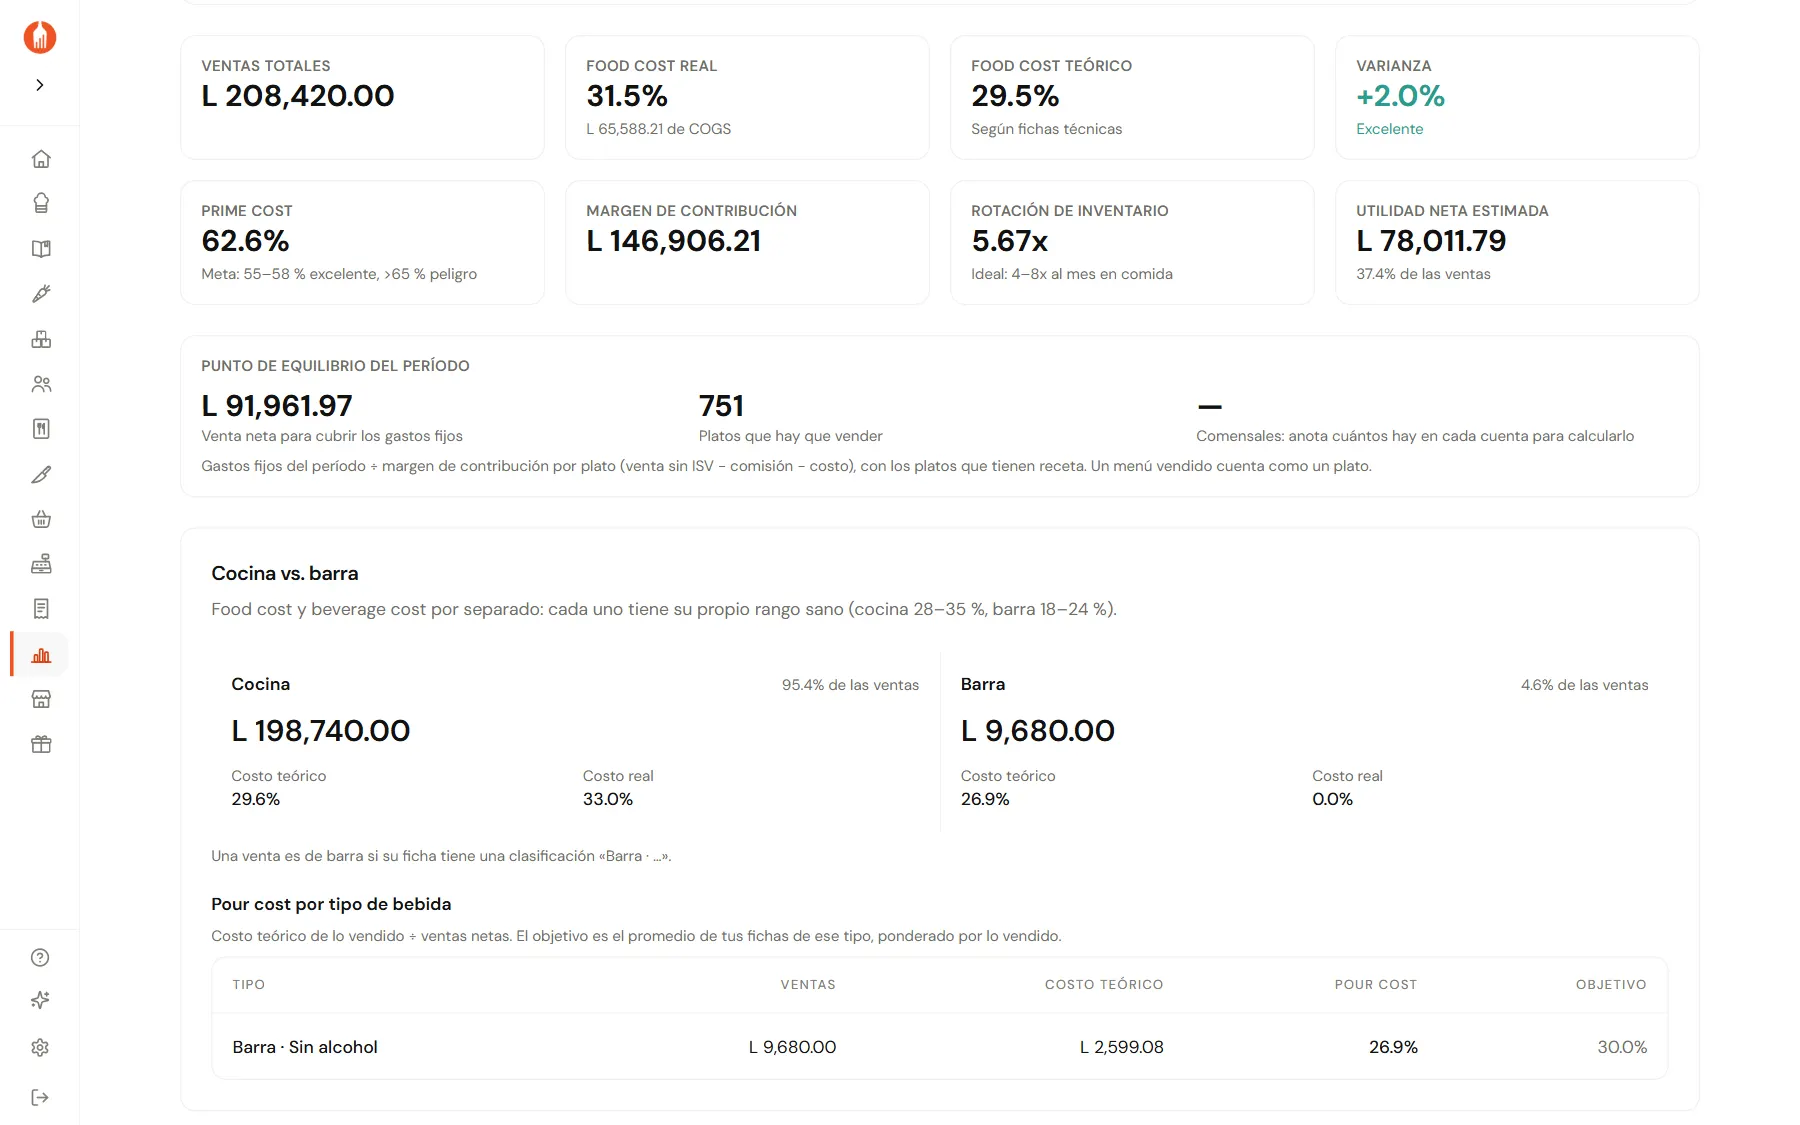 VENTAS TOTALES
L 208,420.00
FOOD COST REAL
31.5%
L 65,588.21 de COGS
FOOD COST TEÓRICO
29.5%
Según fichas técnicas
VARIANZA
+2.0%
Excelente
PRIME COST
62.6%
Meta: 55–58 % excelente, >65 % peligro
MARGEN DE CONTRIBUCIÓN
L 146,906.21
ROTACIÓN DE INVENTARIO
5.67x
Ideal: 4–8x al mes en comida
UTILIDAD NETA ESTIMADA
L 78,011.79
37.4% de las ventas
PUNTO DE EQUILIBRIO DEL PERÍODO
L 91,961.97
Venta neta para cubrir los gastos fijos
751
Platos que hay que vender
—
Comensales: anota cuántos hay en cada cuenta para calcularlo
Gastos fijos del período ÷ margen de contribución por plato (venta sin ISV − comisión − costo), con los platos que tienen receta. Un menú vendido cuenta como un plato.
Cocina vs. barra
Food cost y beverage cost por separado: cada uno tiene su propio rango sano (cocina 28–35 %, barra 18–24 %).
Cocina
95.4% de las ventas
L 198,740.00
Costo teórico
29.6%
Costo real
33.0%
Barra
4.6% de las ventas
L 9,680.00
Costo teórico
26.9%
Costo real
0.0%
Una venta es de barra si su ficha tiene una clasificación «Barra · …».
Pour cost por tipo de bebida
Costo teórico de lo vendido ÷ ventas netas. El objetivo es el promedio de tus fichas de ese tipo, ponderado por lo vendido.
TIPO VENTAS COSTO TEÓRICO POUR COST OBJETIVO
Barra · Sin alcohol L 9,680.00 L 2,599.08 26.9% 30.0%